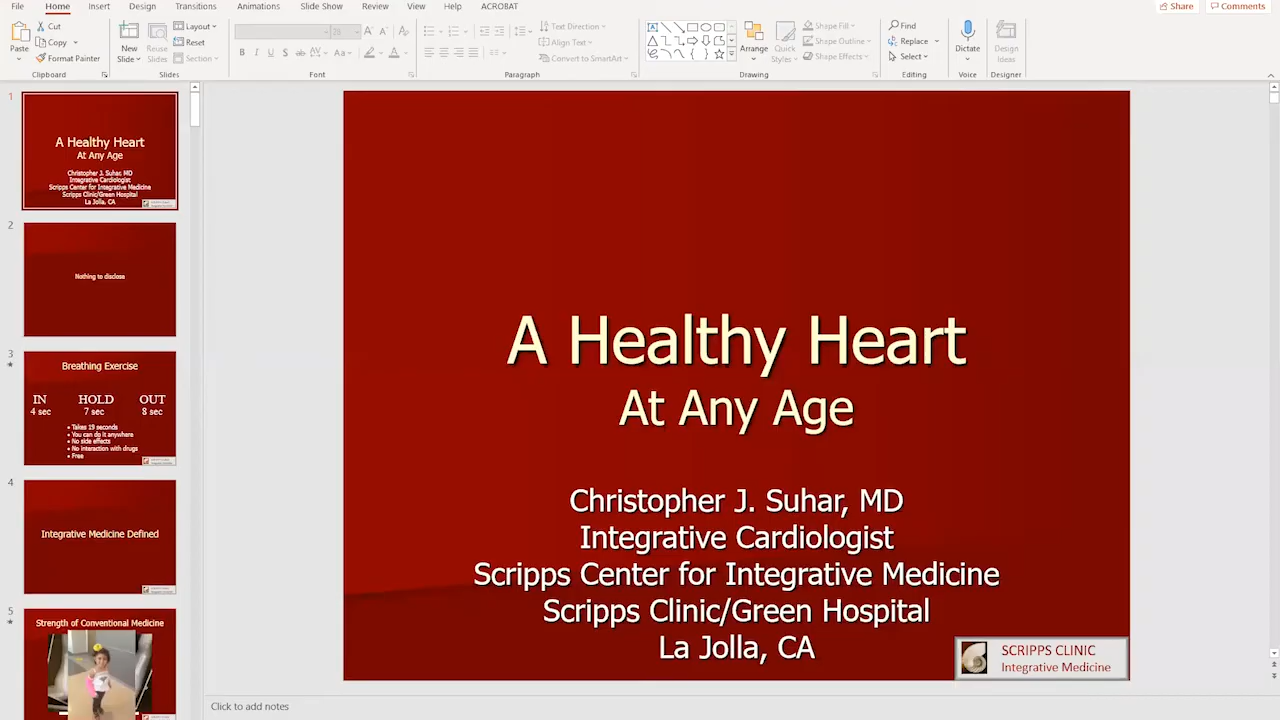 File Home Insert Design Transitions Animations Slide Show Review View Help ACROBAT Share Comments
Paste
Cut
Copy
Format Painter
Clipboard
New
Slide
Reuse
Slides
Layout
Reset
Section
Slides
B I U S ab AV Aa A
Font
Text Direction
Align Text
Convert to SmartArt
Paragraph
Arrange
Quick
Styles
Shape Fill
Shape Outline
Shape Effects
Drawing
Find
Replace
Select
Editing
Dictate
Voice
Design
Ideas
Designer
1
A Healthy Heart
At Any Age
Christopher J. Suhar, MD
Integrative Cardiologist
Scripps Center for Integrative Medicine
Scripps Clinic/Green Hospital
La Jolla, CA
2
Nothing to disclose
3
Breathing Exercise
IN HOLD OUT
4 sec 7 sec 8 sec
• Takes 19 seconds
• You can do it anywhere
• No side effects
• No interaction with drugs
• Free
4
Integrative Medicine Defined
5
Strength of Conventional Medicine
A Healthy Heart
At Any Age
Christopher J. Suhar, MD
Integrative Cardiologist
Scripps Center for Integrative Medicine
Scripps Clinic/Green Hospital
La Jolla, CA
SCRIPPS CLINIC
Integrative Medicine
Click to add notes